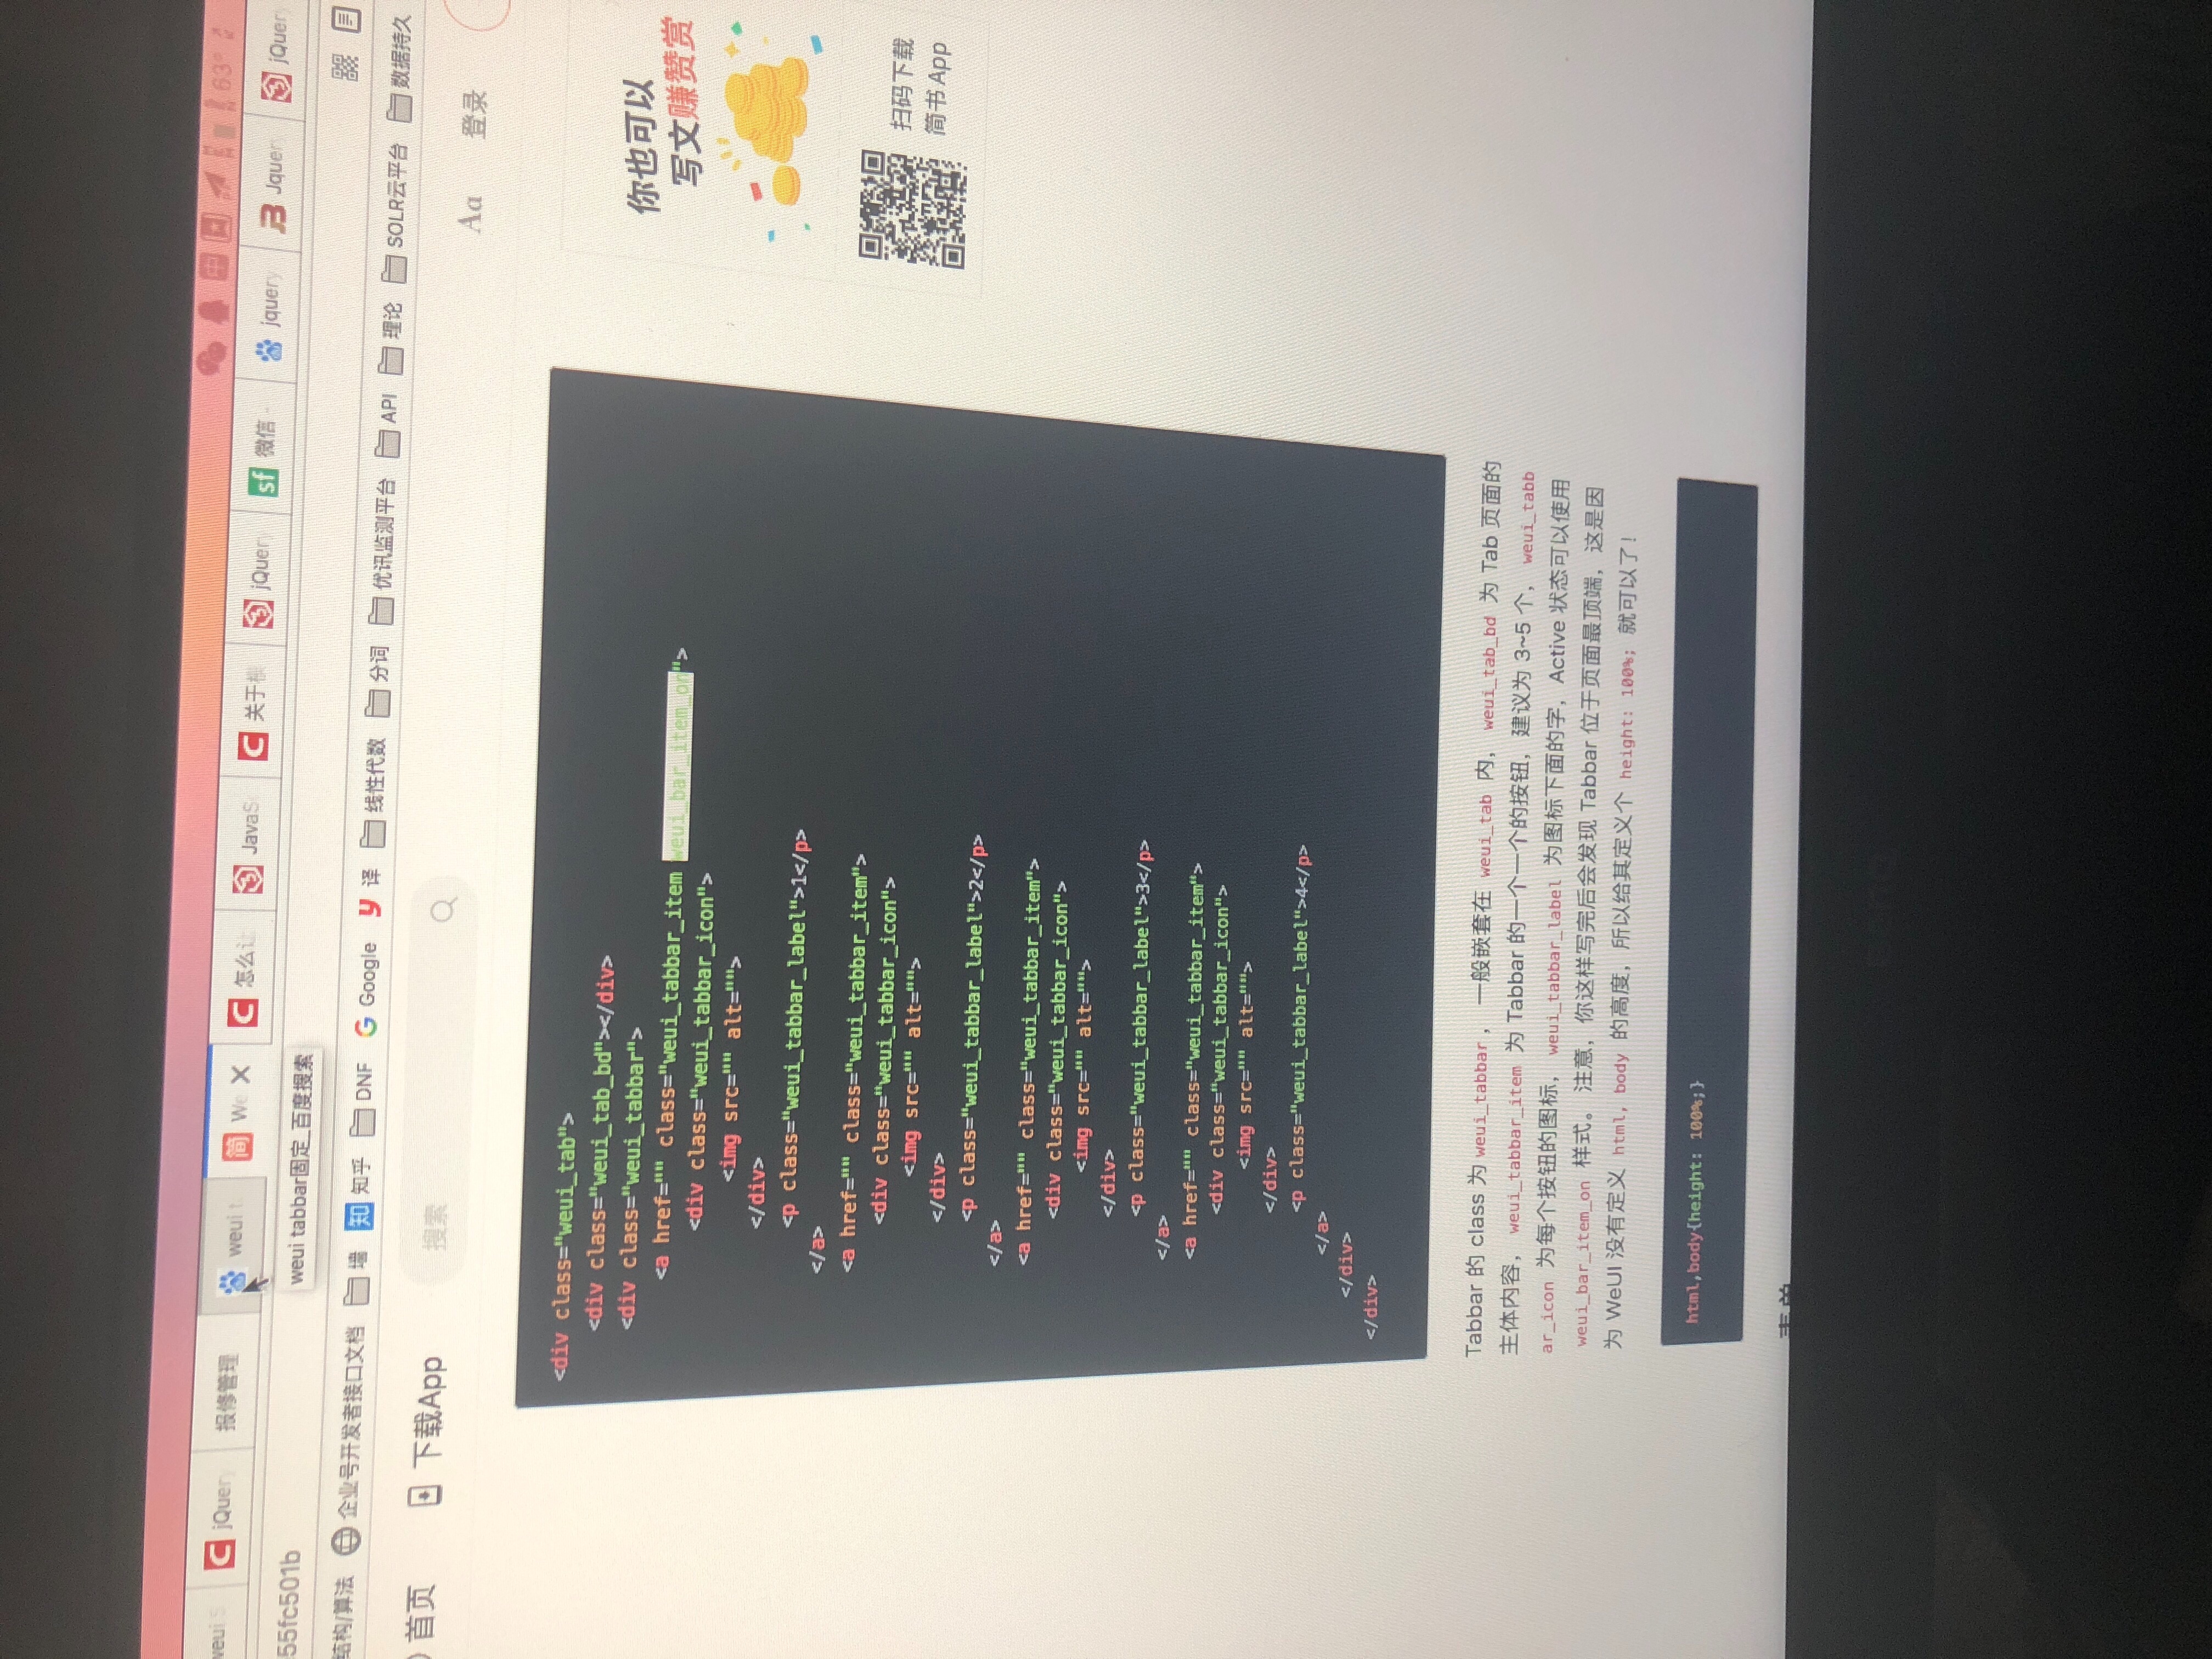 63°
weui
jQuery
报修管理
weui t
We
怎么让
JavaS
关于
jQuery
微信 -
jquery
Jquer
jQuer
55fc501b
weui tabbar固定_百度搜索
结构/算法
企业号开发者接口文档
墙
知乎
DNF
Google
译
线性代数
分词
优讯监测平台
API
理论
SOLR云平台
数据持久
首页
下载App
搜索
Aa
登录
<div class="weui_tab">
<div class="weui_tab_bd"></div>
<div class="weui_tabbar">
<a href="" class="weui_tabbar_item weui_bar_item_on">
<div class="weui_tabbar_icon">
<img src="" alt="">
</div>
<p class="weui_tabbar_label">1</p>
</a>
<a href="" class="weui_tabbar_item">
<div class="weui_tabbar_icon">
<img src="" alt="">
</div>
<p class="weui_tabbar_label">2</p>
</a>
<a href="" class="weui_tabbar_item">
<div class="weui_tabbar_icon">
<img src="" alt="">
</div>
<p class="weui_tabbar_label">3</p>
</a>
<a href="" class="weui_tabbar_item">
<div class="weui_tabbar_icon">
<img src="" alt="">
</div>
<p class="weui_tabbar_label">4</p>
</a>
</div>
</div>
Tabbar 的 class 为 weui_tabbar，一般嵌套在 weui_tab 内，weui_tab_bd 为 Tab 页面的
主体内容，weui_tabbar_item 为 Tabbar 的一个一个的按钮，建议为 3~5 个，weui_tabb
ar_icon 为每个按钮的图标，weui_tabbar_label 为图标下面的字，Active 状态可以使用
weui_bar_item_on 样式。注意，你这样写完后会发现 Tabbar 位于页面最顶端，这是因
为 WeUI 没有定义 html, body 的高度，所以给其定义个 height: 100%; 就可以了！
html,body{height: 100%;}
你也可以
写文赚赞赏
扫码下载
简书 App